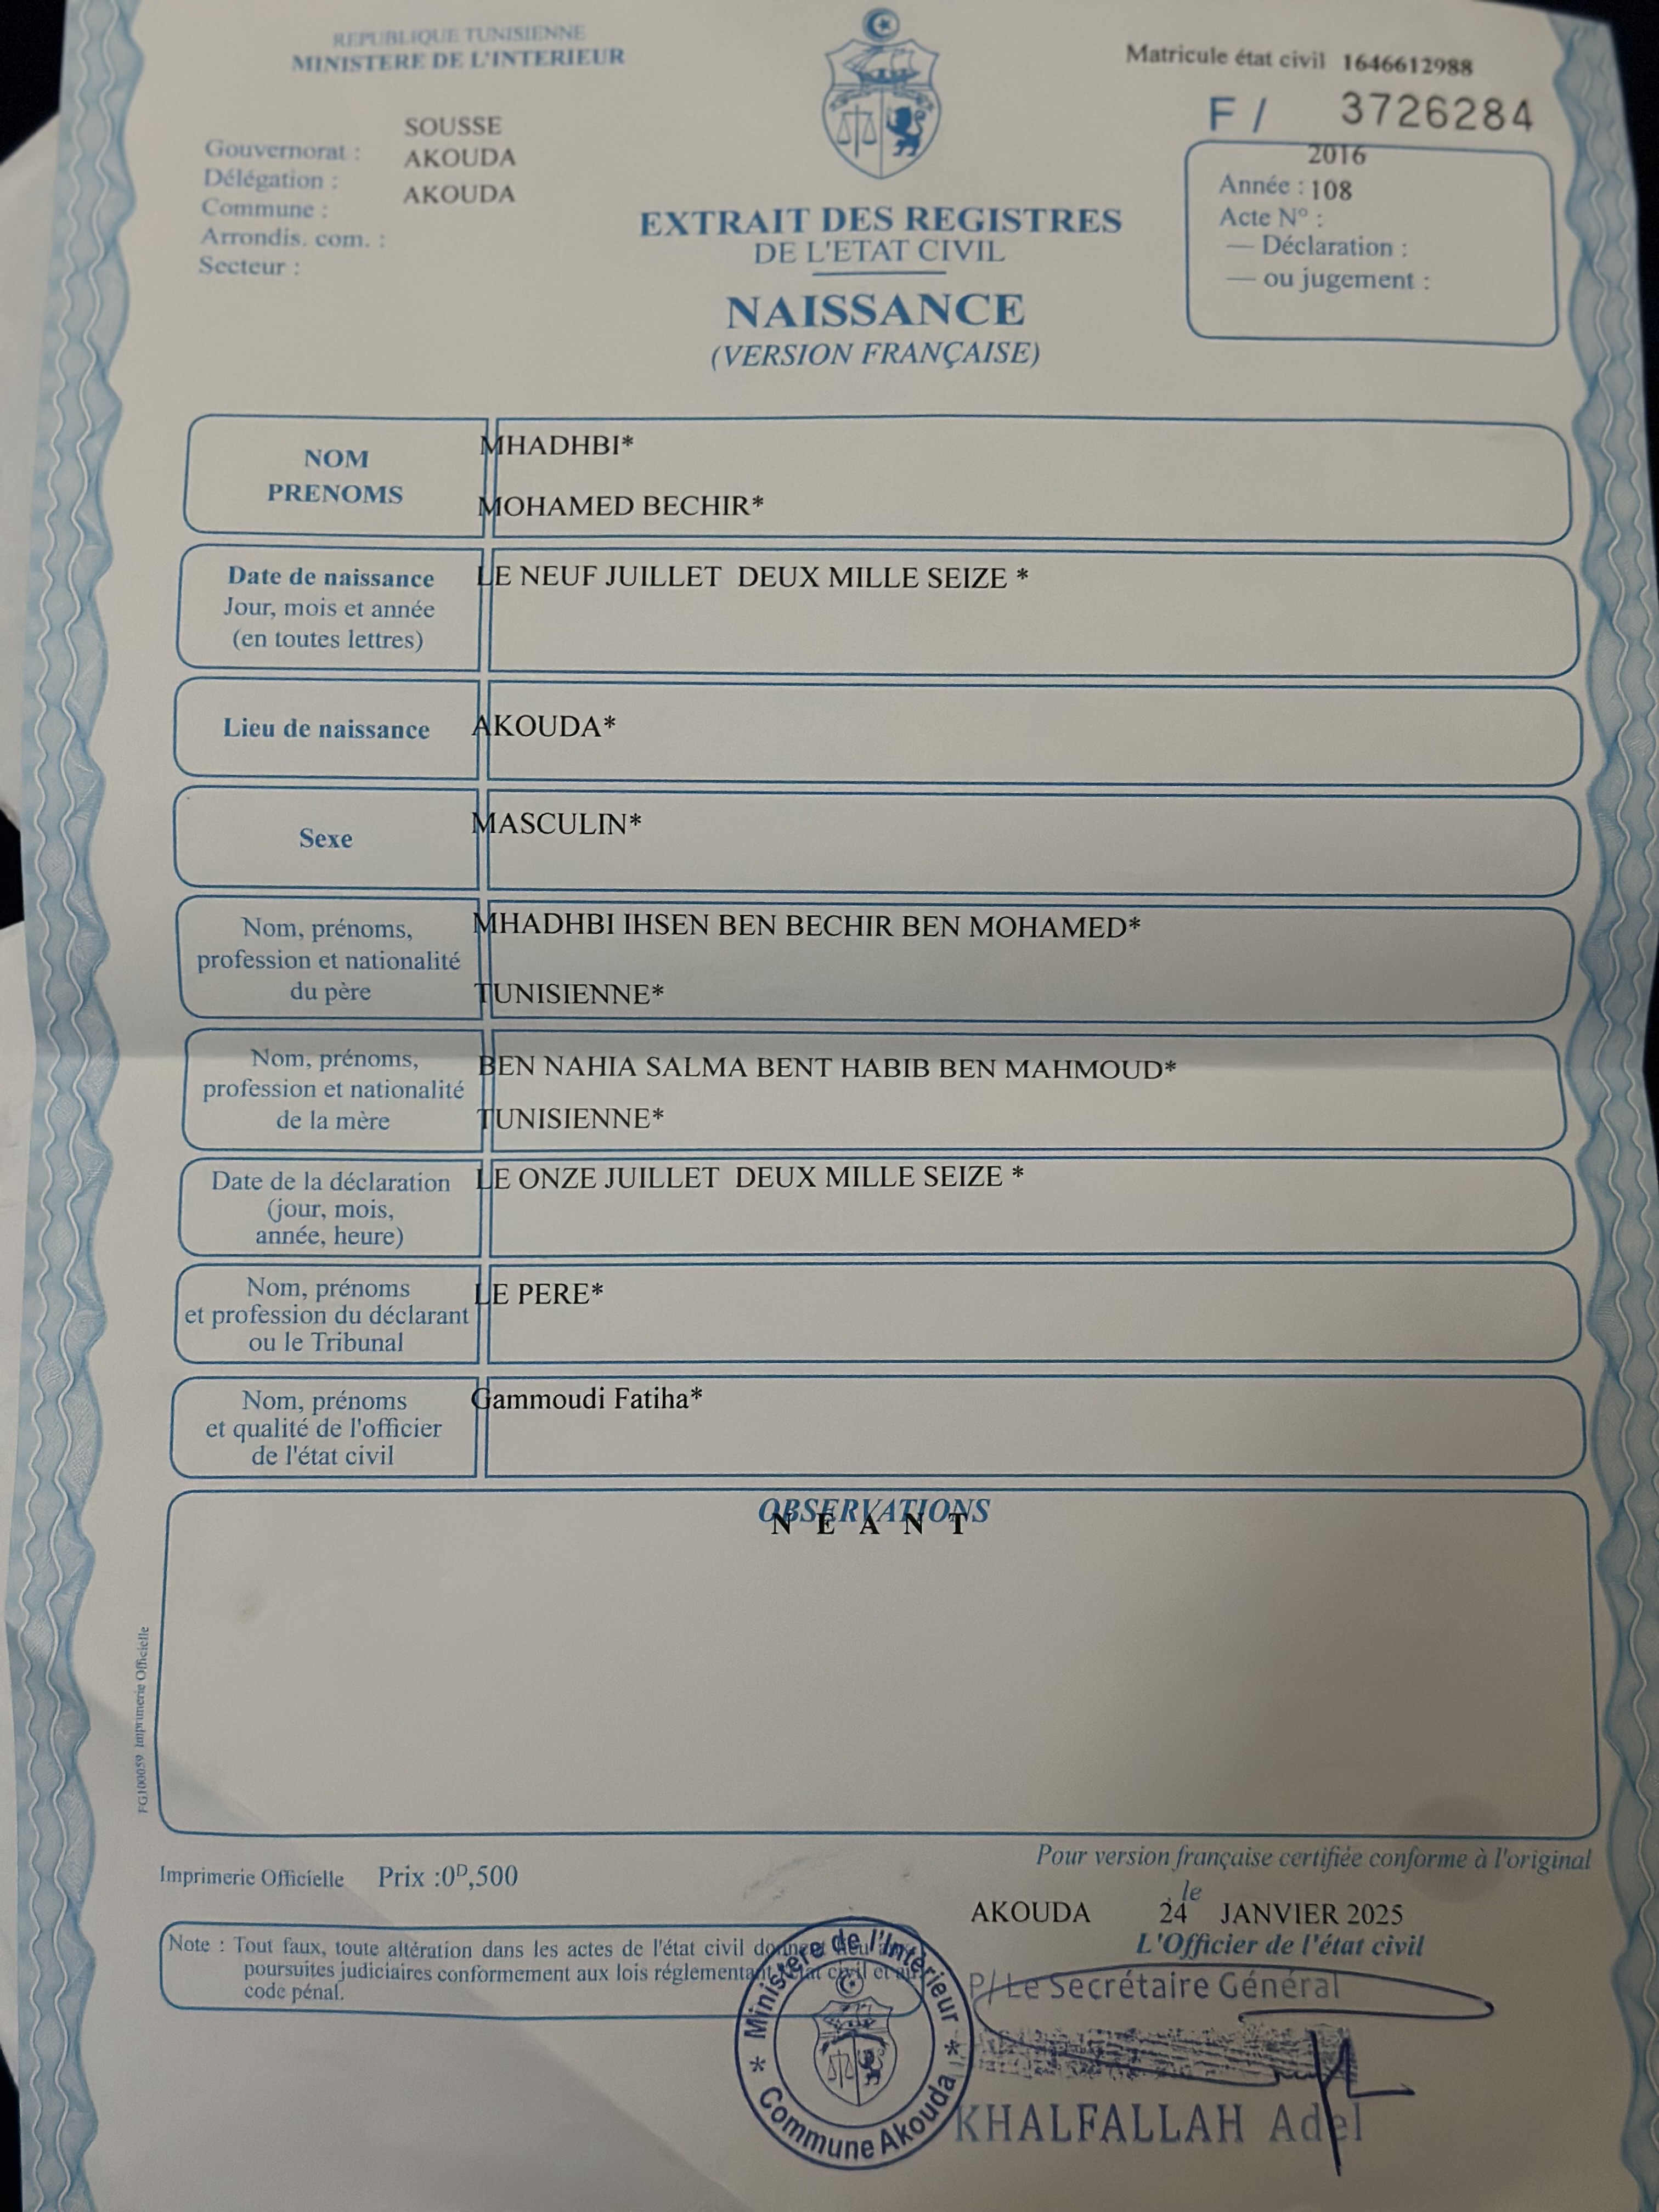 REPUBLIQUE TUNISIENNE
MINISTERE DE L'INTERIEUR
Matricule état civil 1646612988
F / 3726284
SOUSSE
Gouvernorat : AKOUDA
Délégation : AKOUDA
Commune :
Arrondis. com. :
Secteur :
2016
Année : 108
Acte N° :
— Déclaration :
— ou jugement :
EXTRAIT DES REGISTRES
DE L'ETAT CIVIL
NAISSANCE
(VERSION FRANÇAISE)
NOM
PRENOMS
MHADHBI*
MOHAMED BECHIR*
Date de naissance
Jour, mois et année
(en toutes lettres)
LE NEUF JUILLET DEUX MILLE SEIZE *
Lieu de naissance
AKOUDA*
Sexe
MASCULIN*
Nom, prénoms,
profession et nationalité
du père
MHADHBI IHSEN BEN BECHIR BEN MOHAMED*
TUNISIENNE*
Nom, prénoms,
profession et nationalité
de la mère
BEN NAHIA SALMA BENT HABIB BEN MAHMOUD*
TUNISIENNE*
Date de la déclaration
(jour, mois,
année, heure)
LE ONZE JUILLET DEUX MILLE SEIZE *
Nom, prénoms
et profession du déclarant
ou le Tribunal
LE PERE*
Nom, prénoms
et qualité de l'officier
de l'état civil
Gammoudi Fatiha*
OBSERVATIONS
N E A N T
FG100059 Imprimerie Officielle
Imprimerie Officielle Prix :0ᴰ,500
Pour version française certifiée conforme à l'original
le
AKOUDA 24 JANVIER 2025
L'Officier de l'état civil
Note : Tout faux, toute altération dans les actes de l'état civil donnent lieu aux
poursuites judiciaires conformement aux lois réglementant l'état civil et au
code pénal.
Ministère de l'Intérieur
* Commune Akouda *
P/ Le Secrétaire Général
KHALFALLAH Adel